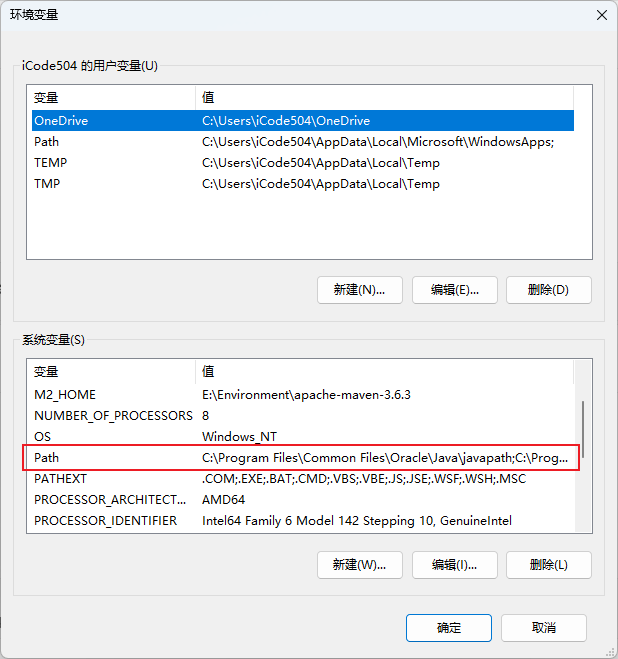 环境变量
iCode504 的用户变量(U)
变量 值
OneDrive C:\Users\iCode504\OneDrive
Path C:\Users\iCode504\AppData\Local\Microsoft\WindowsApps;
TEMP C:\Users\iCode504\AppData\Local\Temp
TMP C:\Users\iCode504\AppData\Local\Temp
新建(N)... 编辑(E)... 删除(D)
系统变量(S)
变量 值
M2_HOME E:\Environment\apache-maven-3.6.3
NUMBER_OF_PROCESSORS 8
OS Windows_NT
Path C:\Program Files\Common Files\Oracle\Java\javapath;C:\Prog...
PATHEXT .COM;.EXE;.BAT;.CMD;.VBS;.VBE;.JS;.JSE;.WSF;.WSH;.MSC
PROCESSOR_ARCHITECT... AMD64
PROCESSOR_IDENTIFIER Intel64 Family 6 Model 142 Stepping 10, GenuineIntel
新建(W)... 编辑(I)... 删除(L)
确定 取消